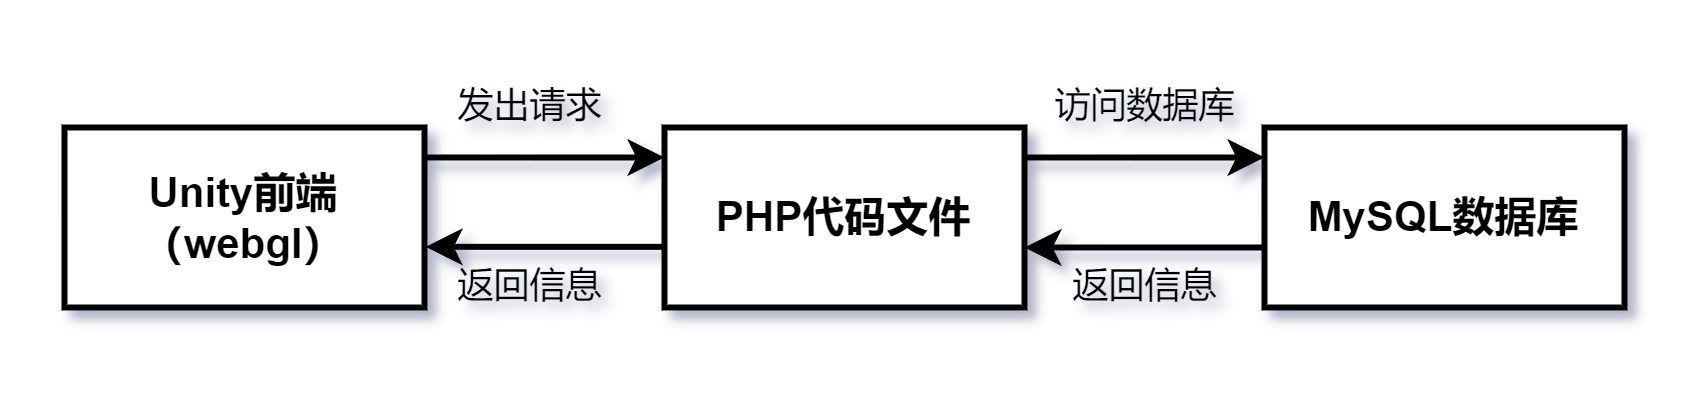 发出请求
访问数据库
Unity前端
（webgl）
PHP代码文件
MySQL数据库
返回信息
返回信息